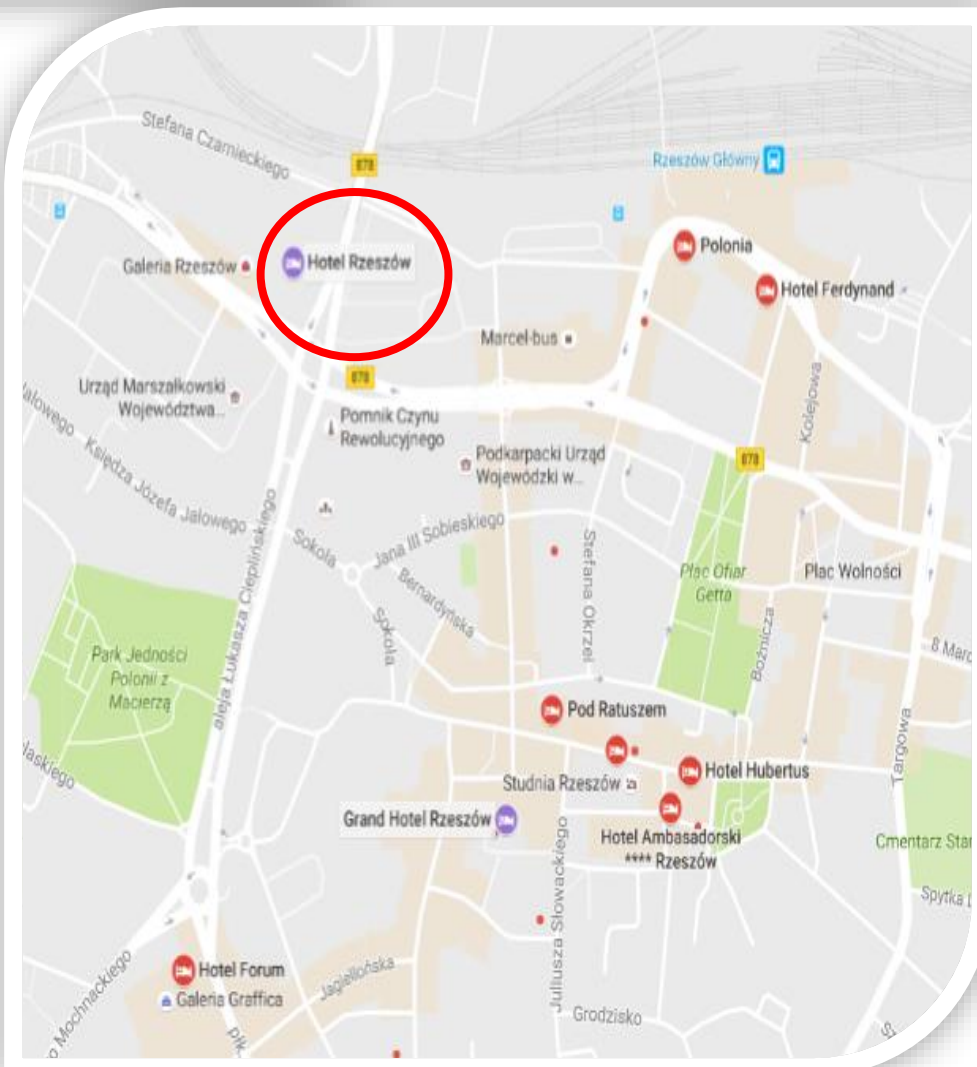 Stefana Czarnieckiego
878
Rzeszów Główny
Galeria Rzeszów
Hotel Rzeszów
Polonia
Hotel Ferdynand
Marcel-bus
Urząd Marszałkowski
Województwa...
878
Pomnik Czynu
Rewolucyjnego
Kolejowa
Podkarpacki Urząd
Wojewódzki w...
878
Księdza Józefa Jałowego
Sokoła
Jana III Sobieskiego
Bernardyńska
Sokoła
Stefana Okrzei
Plac Ofiar
Getta
Plac Wolności
Bożnicza
8 Marc
aleja Łukasza Cieplińskiego
Park Jedności
Polonii z
Macierzą
Pod Ratuszem
Targowa
Studnia Rzeszów
Hotel Hubertus
Grand Hotel Rzeszów
Hotel Ambasadorski
**** Rzeszów
Cmentarz Star
Spytka L
Juliusza Słowackiego
Hotel Forum
Galeria Graffica
Jagiellońska
Mochnackiego
płk.
Grodzisko